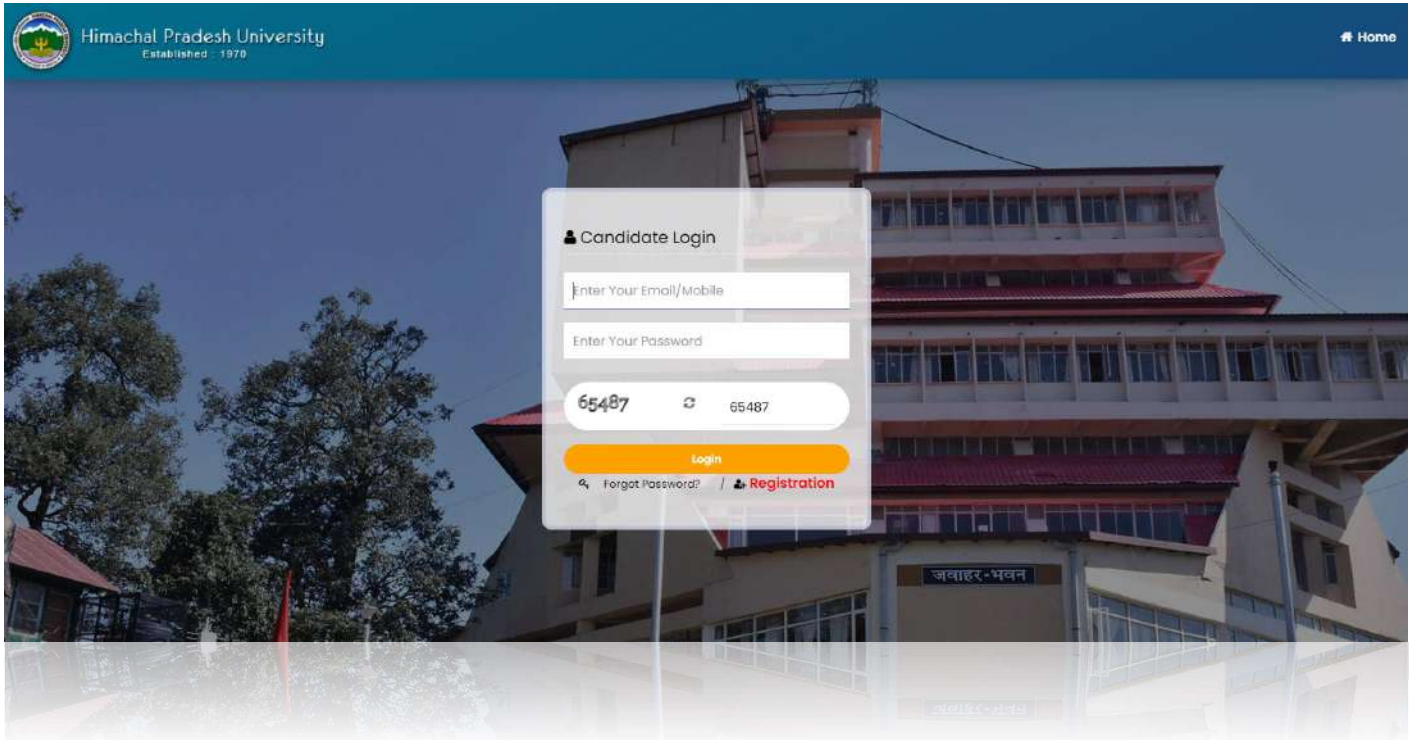 Himachal Pradesh University
Established : 1970
Home
Candidate Login
Enter Your Email/Mobile
Enter Your Password
65487 65487
Login
Forgot Password? / Registration
जवाहर-भवन